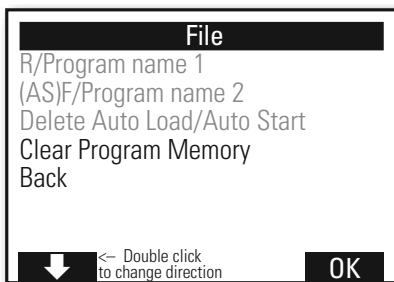 File
R/Program name 1
(AS)F/Program name 2
Delete Auto Load/Auto Start
Clear Program Memory
Back
<– Double click
to change direction
OK